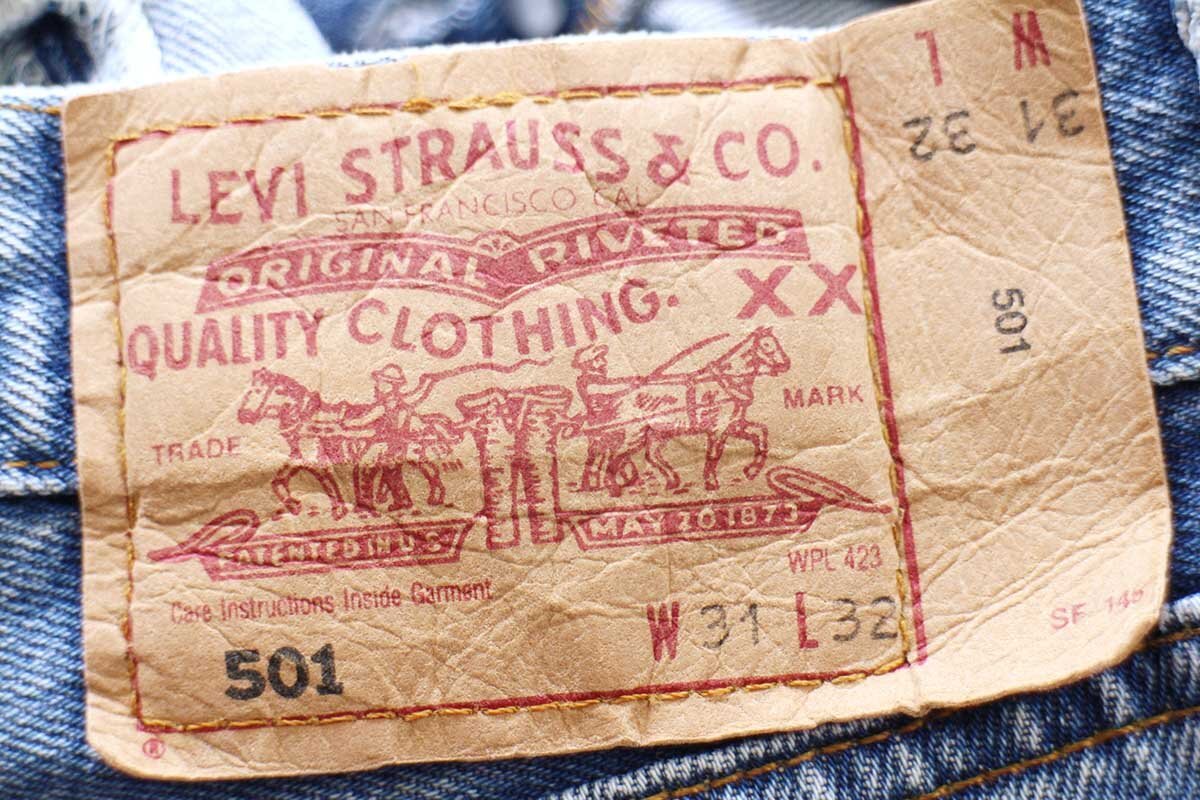 LEVI STRAUSS & CO.
SAN FRANCISCO CAL
ORIGINAL RIVETED
QUALITY CLOTHING. XX
TRADE MARK
PATENTED IN U.S.
MAY 20 1873
WPL 423
Care Instructions Inside Garment
W 31 L 32
501
®
L W
32 31
501
SF